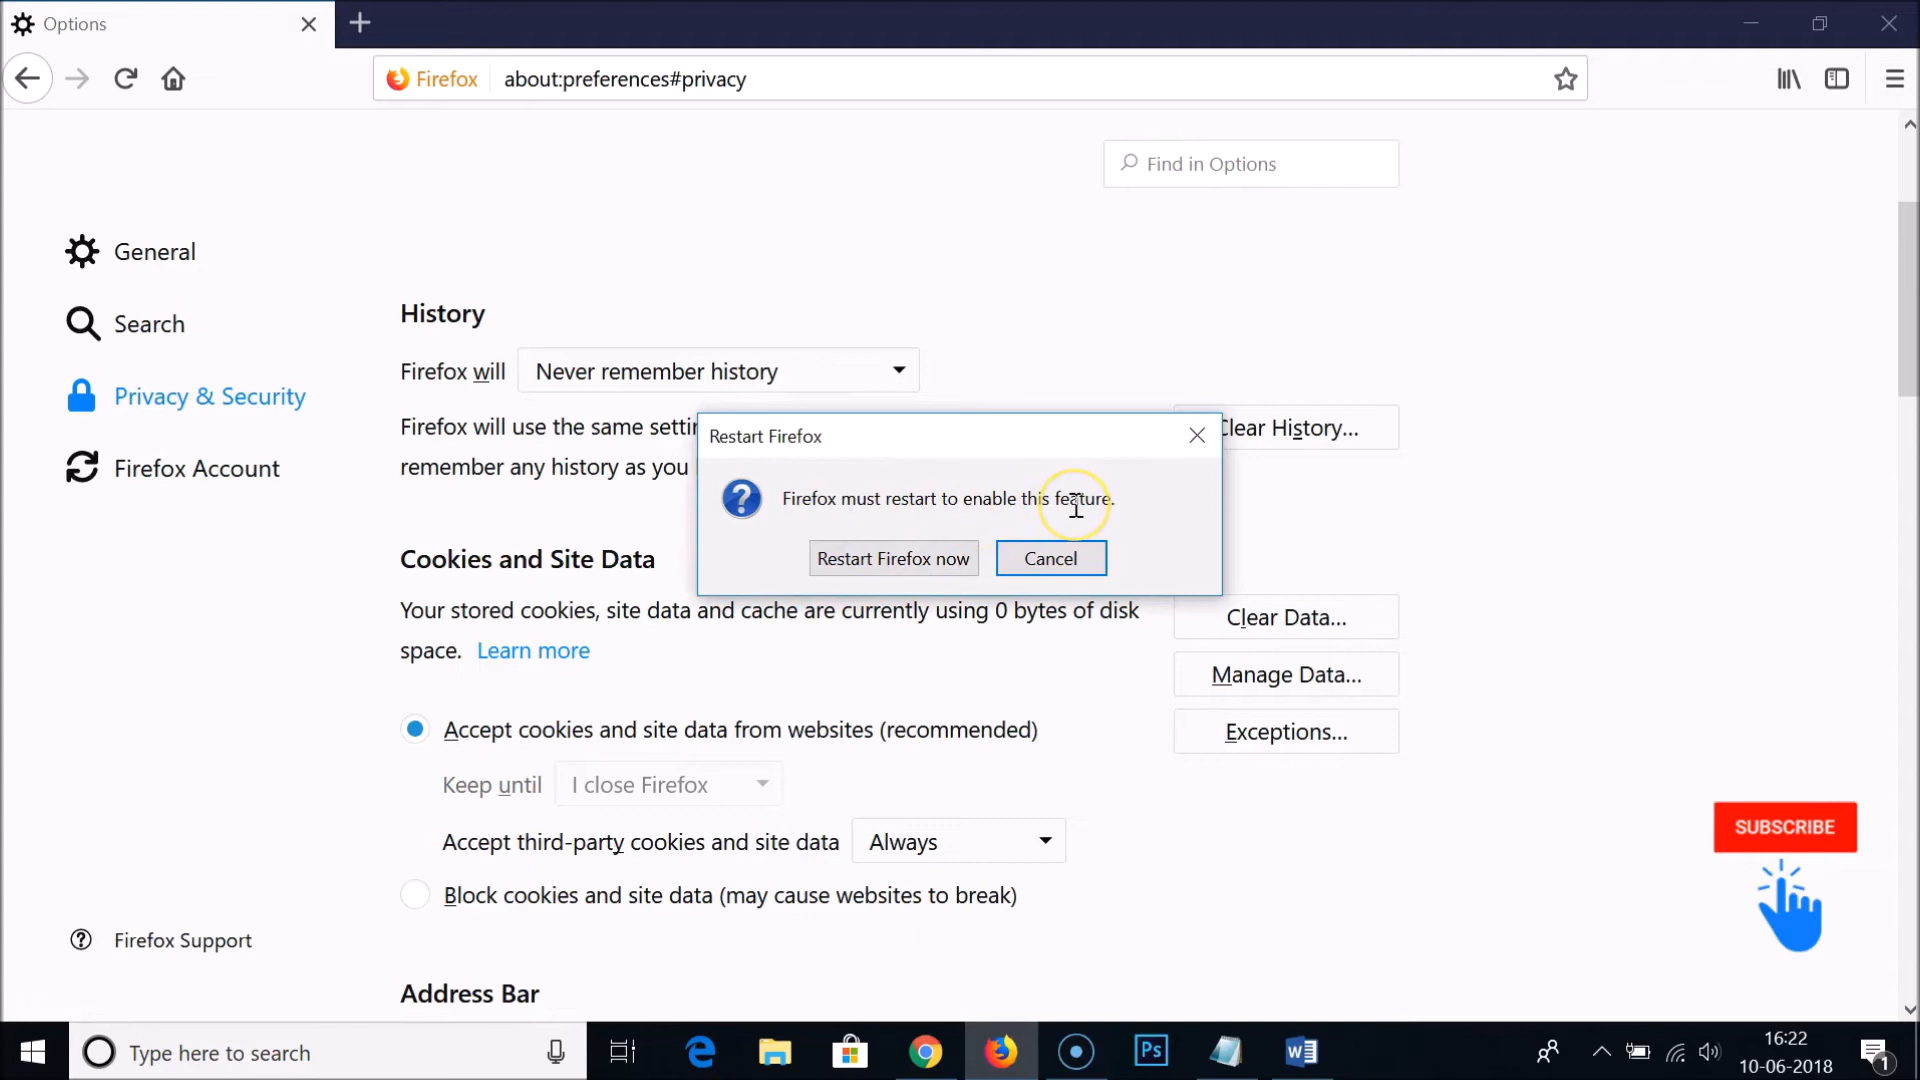 Options
Firefox about:preferences#privacy
Find in Options
General
Search
Privacy & Security
Firefox Account
Firefox Support
History
Firefox will Never remember history
Firefox will use the same setti
remember any history as you
Clear History...
Restart Firefox
Firefox must restart to enable this feature.
Restart Firefox now Cancel
Cookies and Site Data
Your stored cookies, site data and cache are currently using 0 bytes of disk
space. Learn more
Clear Data...
Manage Data...
Exceptions...
Accept cookies and site data from websites (recommended)
Keep until I close Firefox
Accept third-party cookies and site data Always
Block cookies and site data (may cause websites to break)
Address Bar
SUBSCRIBE
Type here to search
Ps
16:22
10-06-2018
1